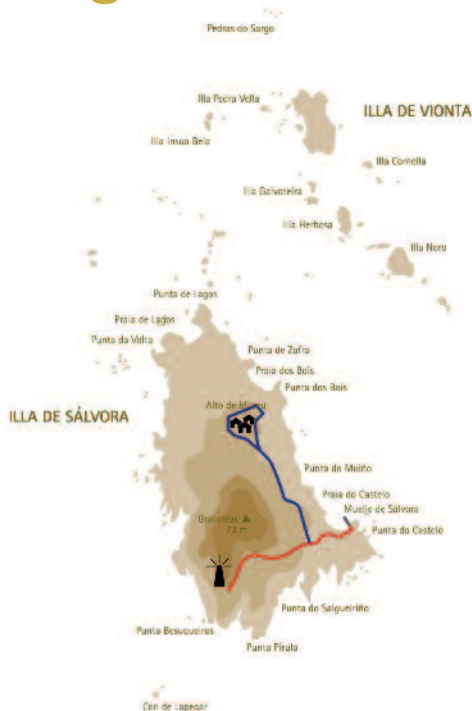 Pedras do Sargo
Illa Pedra Vella
ILLA DE VIONTA
Illa Insua Bela
Illa Cornella
Illa Gaivoteira
Illa Herbosa
Illa Noro
Punta de Lagos
Praia de Lagos
Punta da Volta
Punta de Zafra
Praia dos Bois
Punta dos Bois
Alto de
ILLA DE SÁLVORA
Punta do Muiño
Praia do Castelo
Muelle de Sálvora
Punta do Castelo
73 m
Punta do Salgueiriño
Punta Besugueiros
Punta Pirula
Con de Lapegar